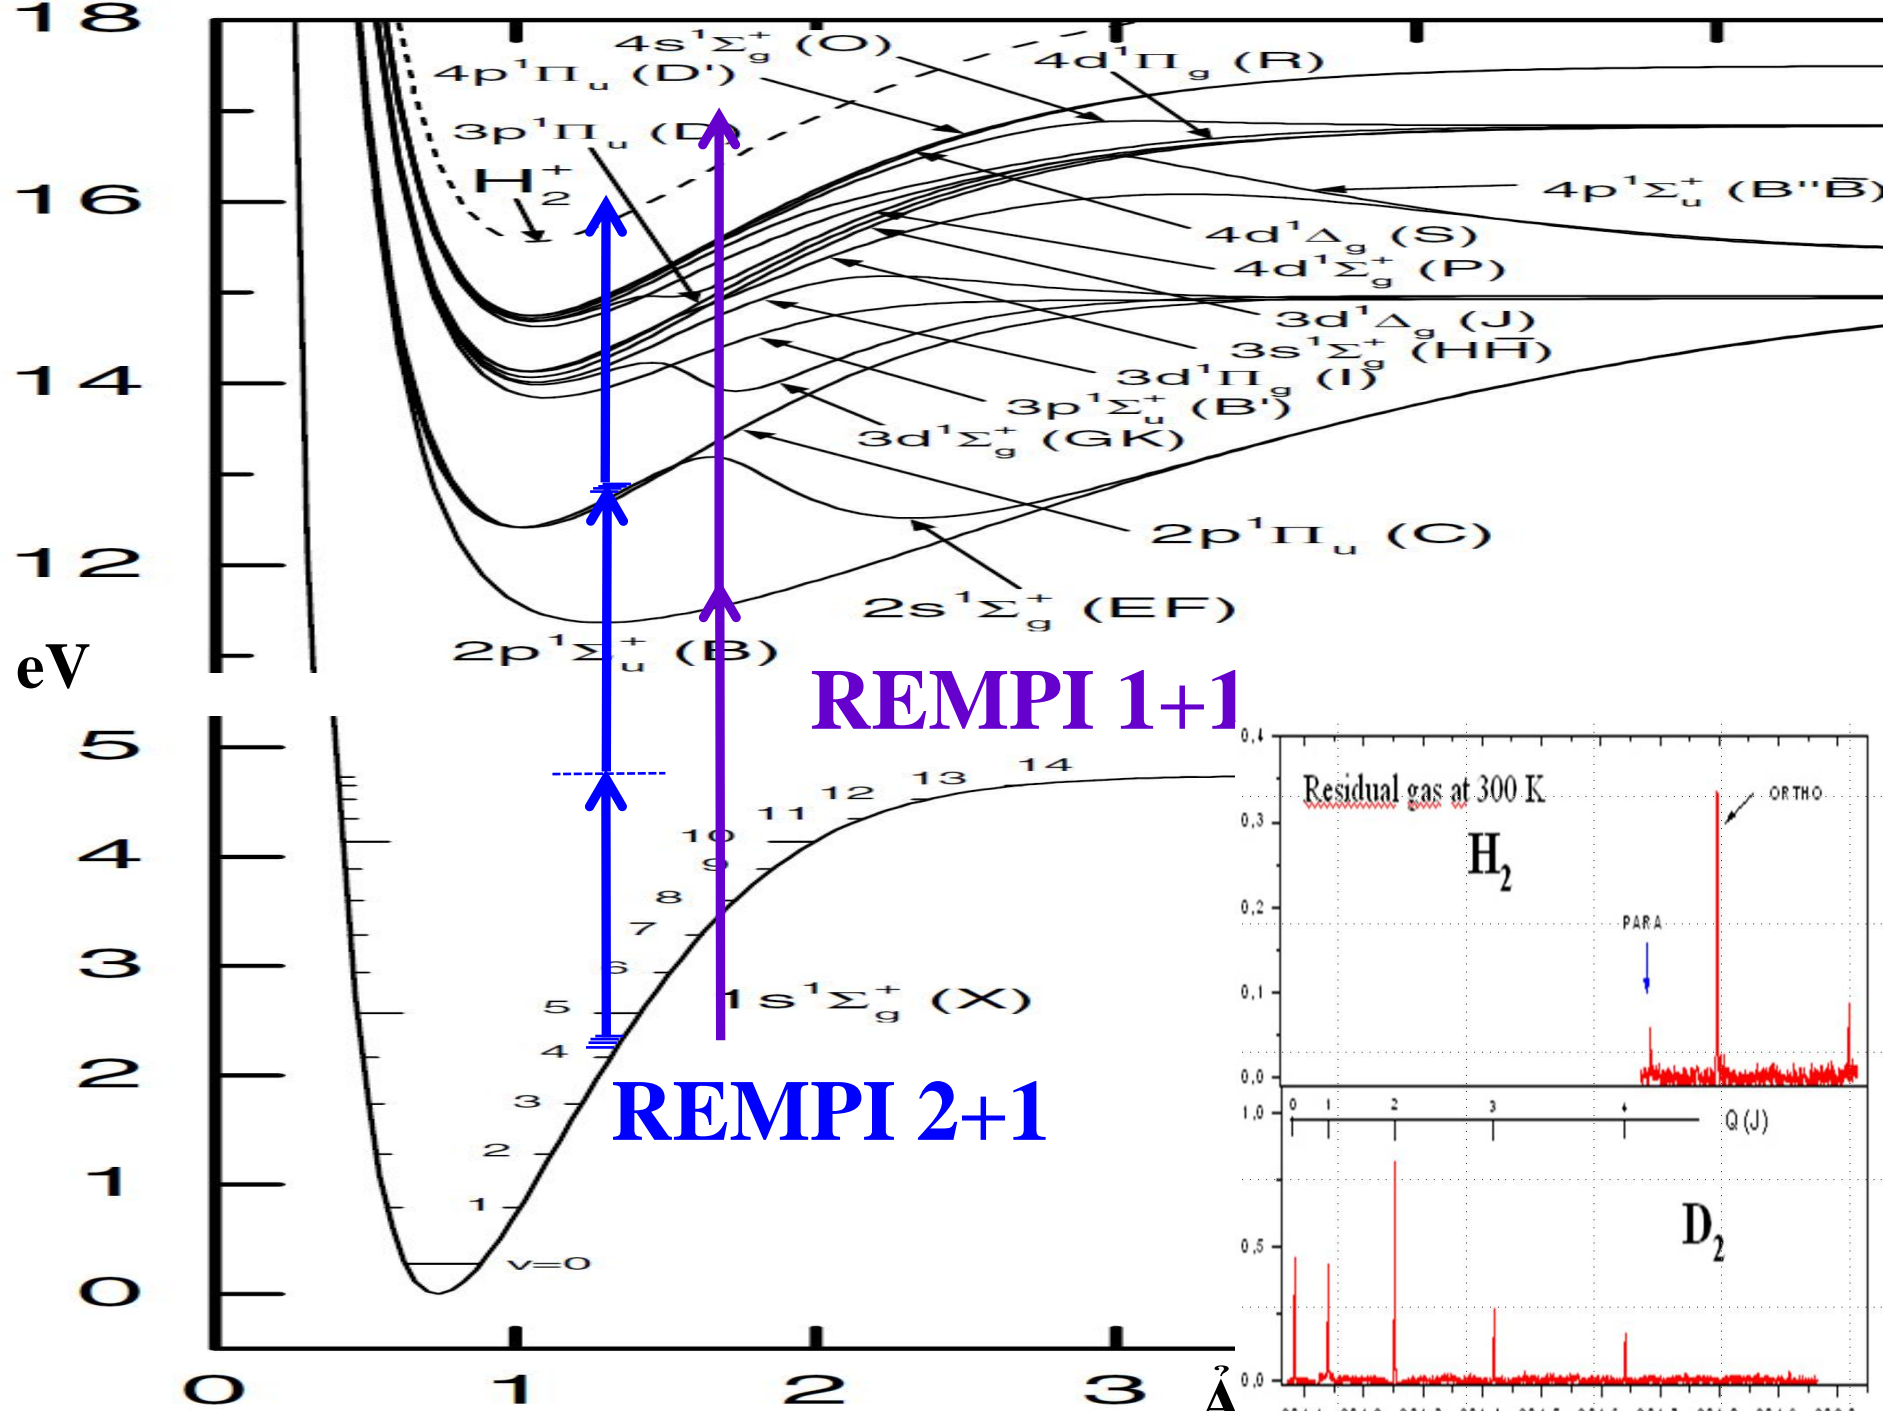 18
4s¹Σg⁺ (O)
4d¹Πg (R)
4p¹Πu (D')
3p¹Πu (D)
H₂⁺
16
4p¹Σu⁺ (B"B̅)
4d¹Δg (S)
4d¹Σg⁺ (P)
3d¹Δg (J)
3s¹Σg⁺ (HH̅)
14
3d¹Πg (I)
3p¹Σu⁺ (B')
3d¹Σg⁺ (GK)
2p¹Πu (C)
12
2s¹Σg⁺ (EF)
2p¹Σu⁺ (B)
eV
REMPI 1+1
5
14
13
12
11
10
4
9
8
7
3
6
1s¹Σg⁺ (X)
5
4
2
3
REMPI 2+1
2
1
1
v=0
0
0 1 2 3
Å
0,4
Residual gas at 300 K
ORTHO
0,3
H₂
0,2
PARA
0,1
0,0
0 1 2 3 4
1,0
Q(J)
D₂
0,5
0,0